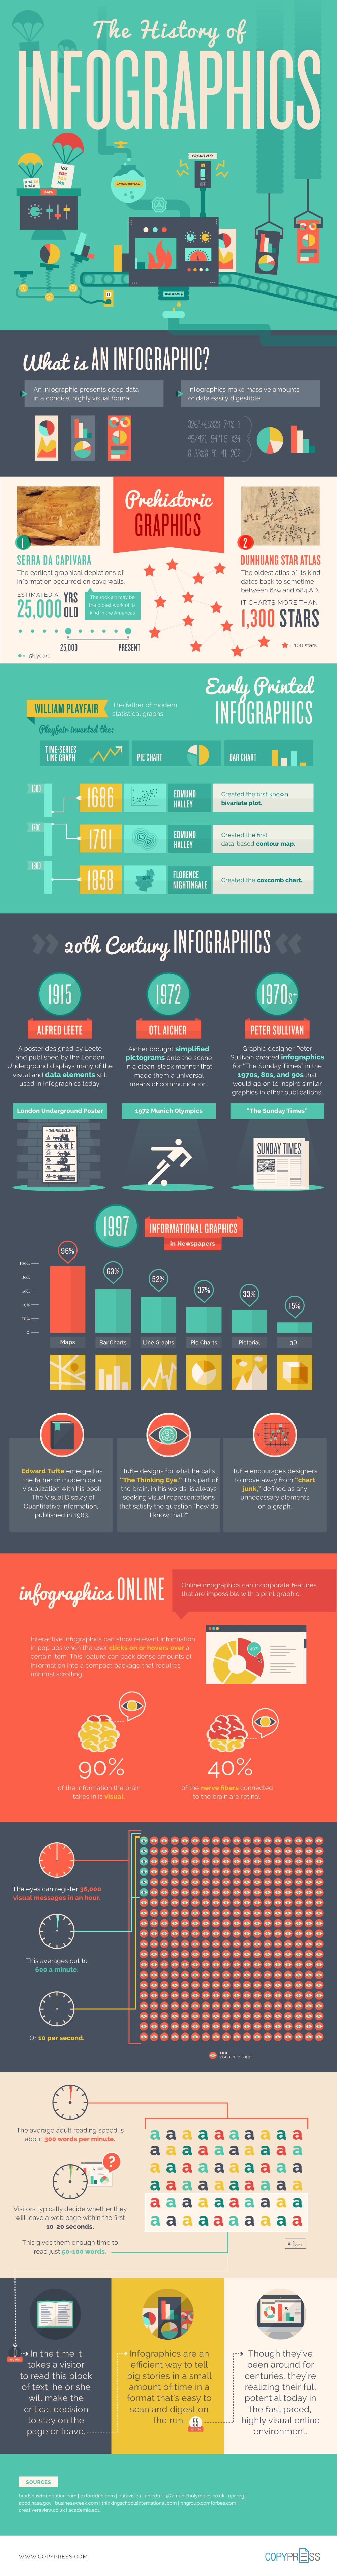 The History of
INFOGRAPHICS
CREATIVITY
IMAGINATION
DATA
What is AN INFOGRAPHIC?
An infographic presents deep data
in a concise, highly visual format.
Infographics make massive amounts
of data easily digestible.
Prehistoric
GRAPHICS
1
SERRA DA CAPIVARA
The earliest graphical depictions of
information occurred on cave walls.
ESTIMATED AT
25,000 YRS OLD
The rock art may be
the oldest work of its
kind in the Americas.
25,000
PRESENT
= ~5k years
2
DUNHUANG STAR ATLAS
The oldest atlas of its kind,
dates back to sometime
between 649 and 684 AD.
IT CHARTS MORE THAN
1,300 STARS
= 100 stars
Early Printed
INFOGRAPHICS
WILLIAM PLAYFAIR
The father of modern
statistical graphs.
Playfair invented the:
TIME-SERIES
LINE GRAPH
PIE CHART
BAR CHART
1600
1686
EDMUND
HALLEY
Created the first known
bivariate plot.
1700
1701
EDMUND
HALLEY
Created the first
data-based contour map.
1800
1858
FLORENCE
NIGHTINGALE
Created the coxcomb chart.
20th Century INFOGRAPHICS
1915
ALFRED LEETE
A poster designed by Leete
and published by the London
Underground displays many of the
visual and data elements still
used in infographics today.
London Underground Poster
SPEED
1972
OTL AICHER
Aicher brought simplified
pictograms onto the scene
in a clean, sleek manner that
made them a universal
means of communication.
1972 Munich Olympics
1970s+
PETER SULLIVAN
Graphic designer Peter
Sullivan created infographics
for "The Sunday Times" in the
1970s, 80s, and 90s that
would go on to inspire similar
graphics in other publications.
"The Sunday Times"
SUNDAY TIMES
1997
INFORMATIONAL GRAPHICS
in Newspapers
100%
80%
60%
40%
20%
0
96%
63%
52%
37%
33%
15%
Maps
Bar Charts
Line Graphs
Pie Charts
Pictorial
3D
Edward Tufte emerged as
the father of modern data
visualization with his book
"The Visual Display of
Quantitative Information,"
published in 1983.
Tufte designs for what he calls
"The Thinking Eye." This part of
the brain, in his words, is always
seeking visual representations
that satisfy the question "how do
I know that?"
Tufte encourages designers
to move away from "chart
junk," defined as any
unnecessary elements
on a graph.
infographics ONLINE
Online infographics can incorporate features
that are impossible with a print graphic.
Interactive infographics can show relevant information
in pop ups when the user clicks on or hovers over a
certain item. This feature can pack dense amounts of
information into a compact package that requires
minimal scrolling.
90%
of the information the brain
takes in is visual.
40%
of the nerve fibers connected
to the brain are retinal.
The eyes can register 36,000
visual messages in an hour.
This averages out to
600 a minute.
Or 10 per second.
100
visual messages
The average adult reading speed is
about 300 words per minute.
Visitors typically decide whether they
will leave a web page within the first
10-20 seconds.
This gives them enough time to
read just 50-100 words.
a a a a a a a a a a
a a a a a a a a a a
a a a a a a a a a a
a a a a a a a a a a
a a a a a a a a a a
a a a a a a a a a a
In the time it
takes a visitor
to read this block
of text, he or she
will make the
critical decision
to stay on the
page or leave.
Infographics are an
efficient way to tell
big stories in a small
amount of time in a
format that's easy to
scan and digest on
the run.
Though they've
been around for
centuries, they're
realizing their full
potential today in
the fast paced,
highly visual online
environment.
SOURCES
WWW.COPYPRESS.COM
COPYPRESS